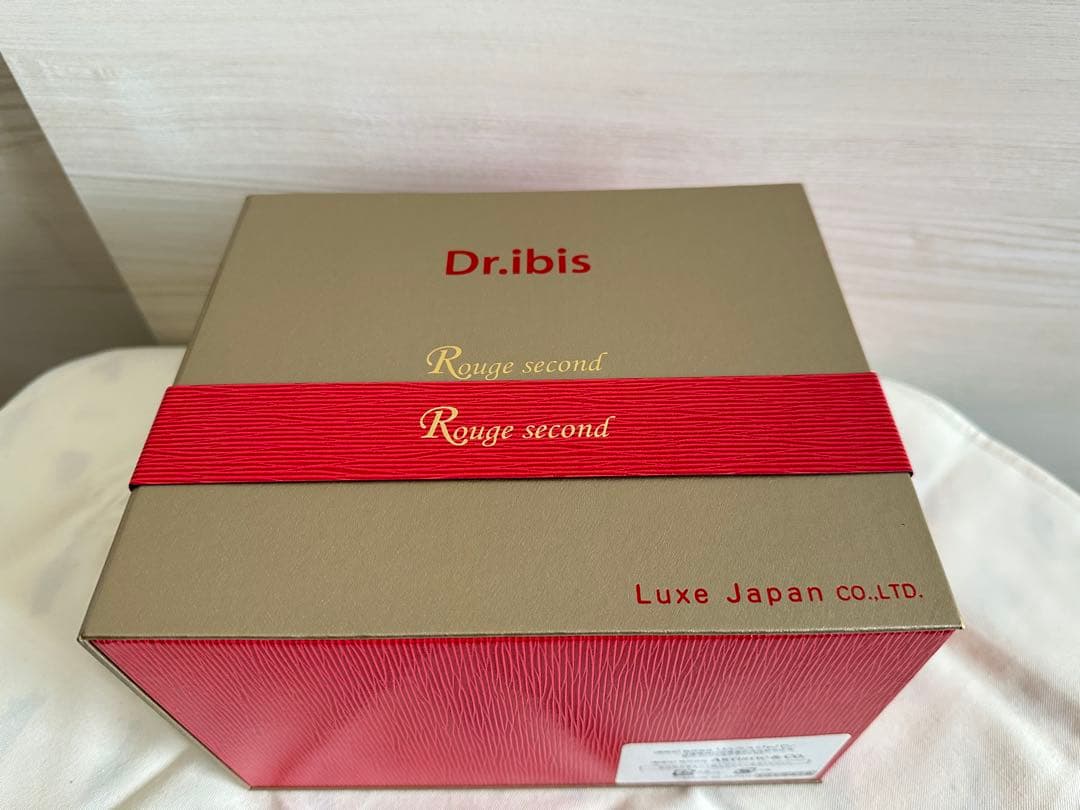 Dr.ibis
Rouge second
Rouge second
Luxe Japan CO.,LTD.